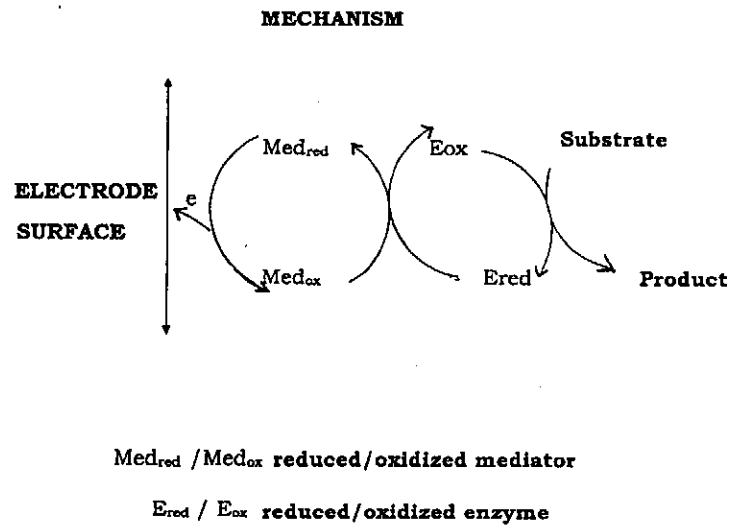 MECHANISM
Med_red
Eox
Substrate
ELECTRODE
SURFACE
e
Med_ox
Ered
Product
Med_red /Med_ox reduced/oxidized mediator
E_red / E_ox reduced/oxidized enzyme